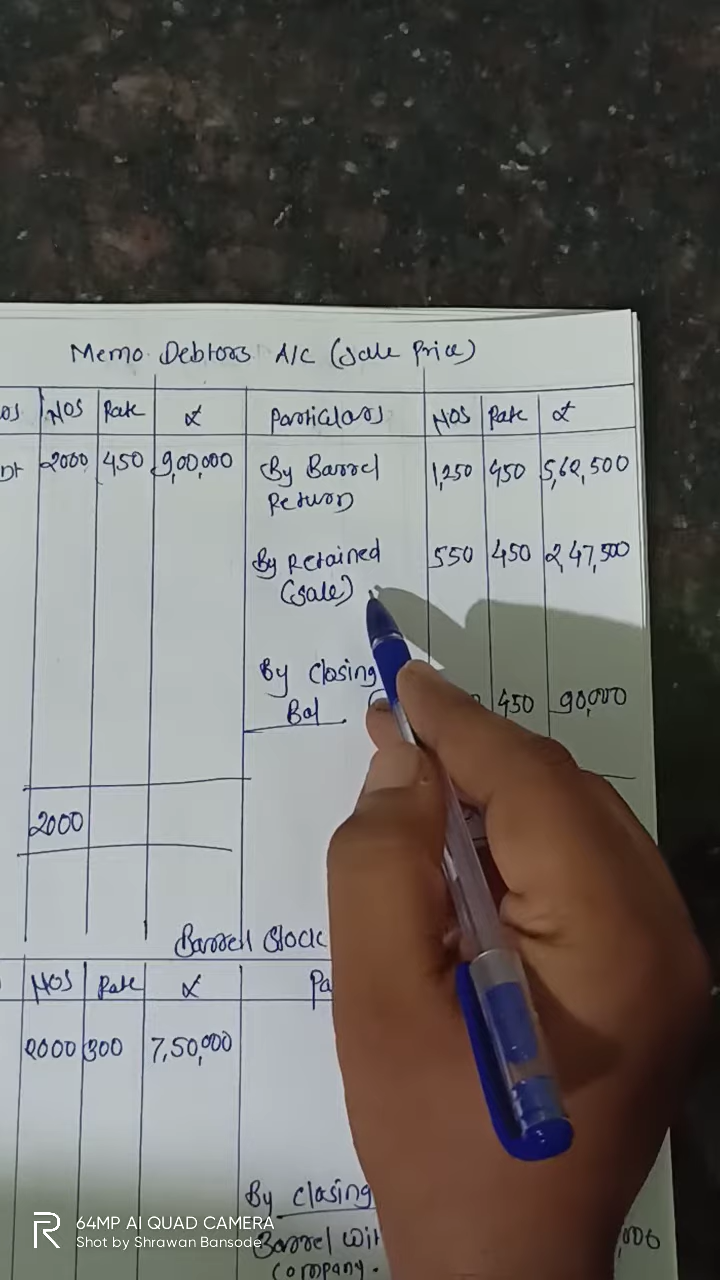 Memo. Debtors A/C (Sale Price)
os NOS Rate ₹ Particulars NOS Rate ₹
2000 450 9,00,000 By Barrel 1,250 450 5,62,500
Return
By Retained 550 450 2,47,500
(Sale)
By Closing
Bal 450 90,000
2000
Barrel Stock
NOS Rate ₹ Pa
2000 300 7,50,000
By Closing
Barrel Wit
Company.
64MP AI QUAD CAMERA
Shot by Shrawan Bansode